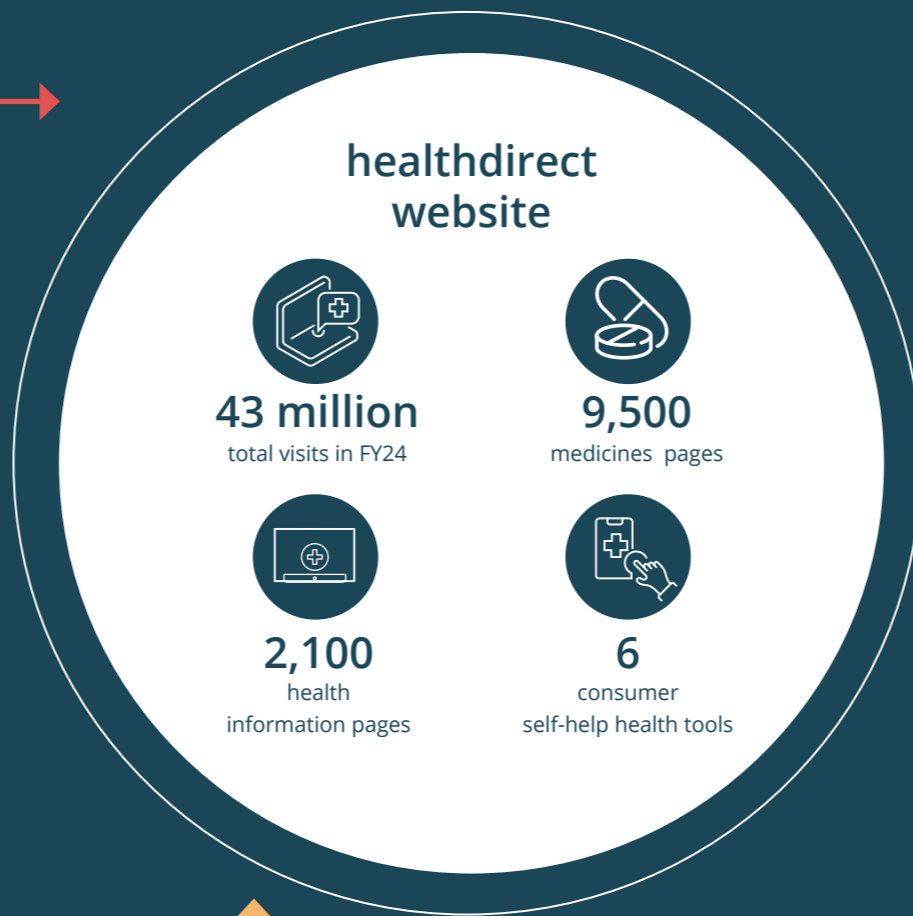 healthdirect
website
43 million
total visits in FY24
9,500
medicines pages
2,100
health
information pages
6
consumer
self-help health tools